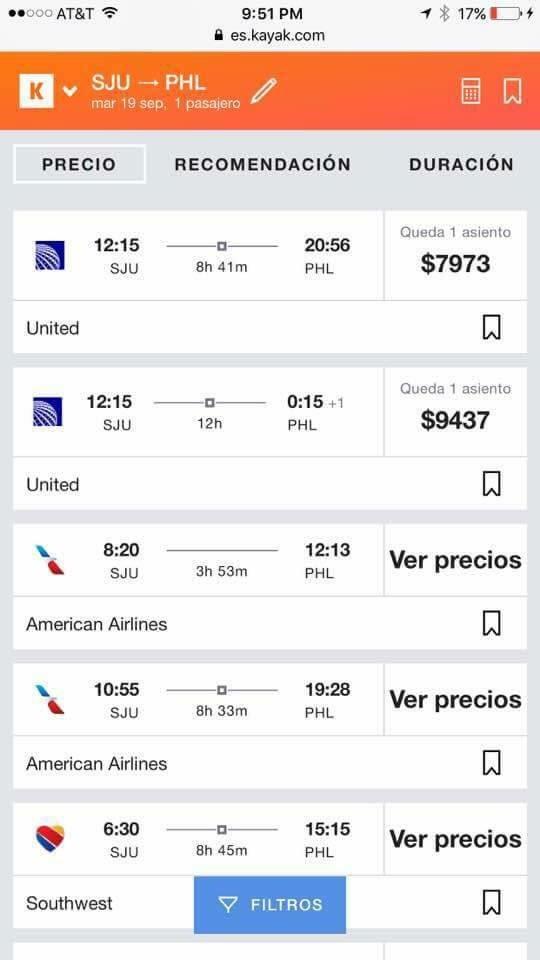 AT&T 9:51 PM 17%
es.kayak.com
K SJU → PHL
mar 19 sep, 1 pasajero
PRECIO RECOMENDACIÓN DURACIÓN
Queda 1 asiento
12:15 20:56 $7973
SJU 8h 41m PHL
United
Queda 1 asiento
12:15 0:15 +1 $9437
SJU 12h PHL
United
8:20 12:13 Ver precios
SJU 3h 53m PHL
American Airlines
10:55 19:28 Ver precios
SJU 8h 33m PHL
American Airlines
6:30 15:15 Ver precios
SJU 8h 45m PHL
Southwest FILTROS